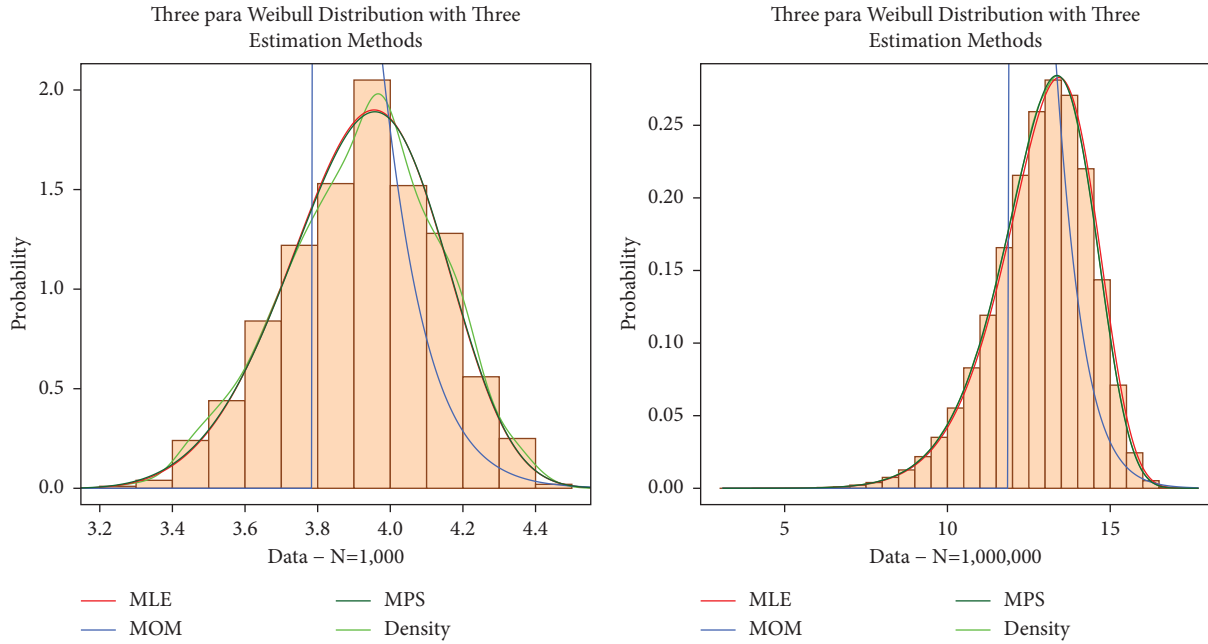 Three para Weibull Distribution with Three
Estimation Methods
Probability
2.0
1.5
1.0
0.5
0.0
3.2 3.4 3.6 3.8 4.0 4.2 4.4
Data − N=1,000
MLE
MOM
MPS
Density
Three para Weibull Distribution with Three
Estimation Methods
Probability
0.25
0.20
0.15
0.10
0.05
0.00
5 10 15
Data − N=1,000,000
MLE
MOM
MPS
Density